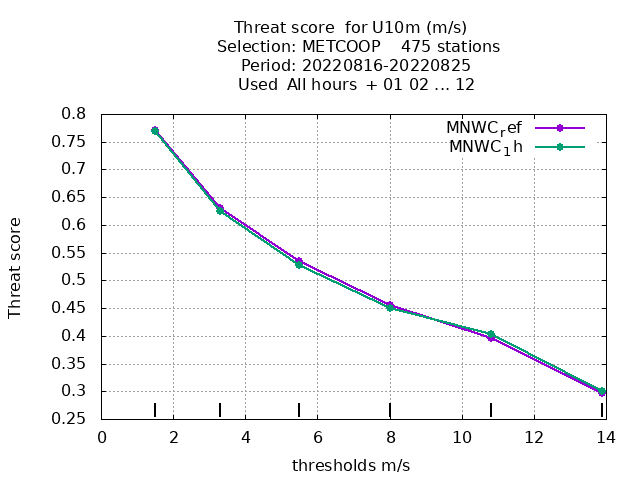 Threat score for U10m (m/s)
Selection: METCOOP 475 stations
Period: 20220816-20220825
Used All hours + 01 02 ... 12
MNWCref
MNWC1h
0.8
0.75
0.7
0.65
0.6
0.55
0.5
0.45
0.4
0.35
0.3
0.25
Threat score
0 2 4 6 8 10 12 14
thresholds m/s